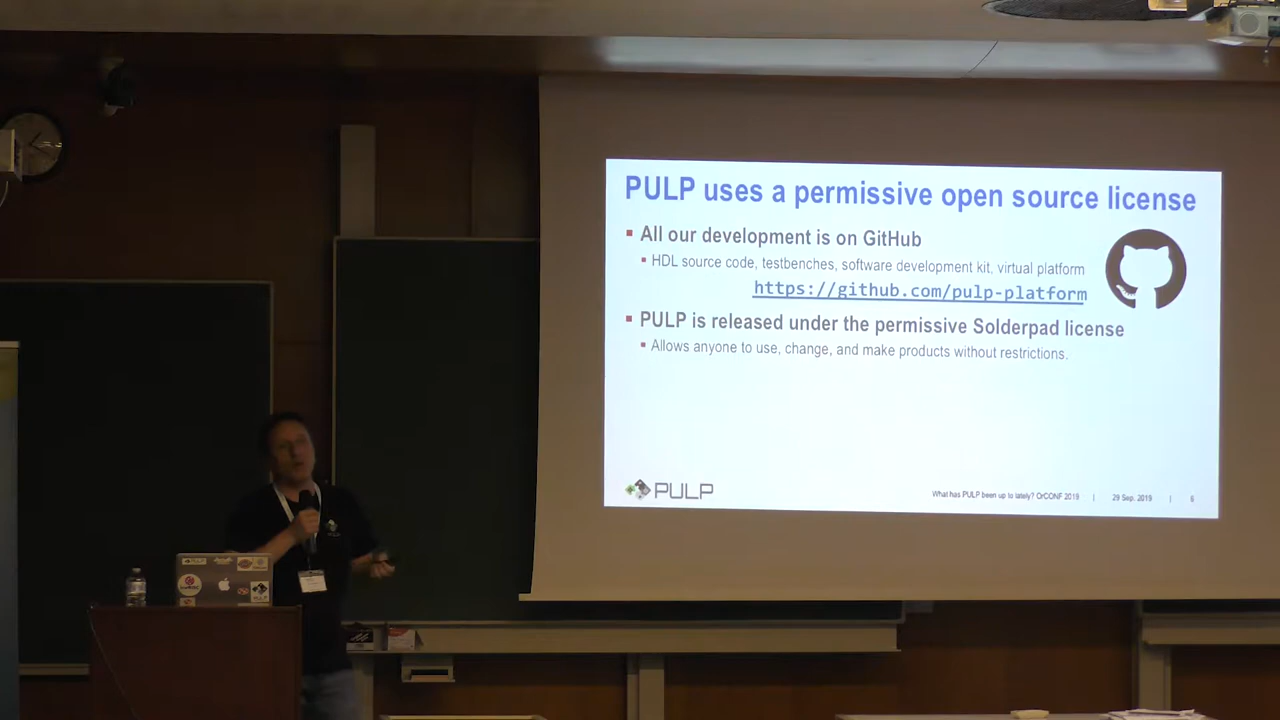 PULP uses a permissive open source license
▪ All our development is on GitHub
▪ HDL source code, testbenches, software development kit, virtual platform
https://github.com/pulp-platform
▪ PULP is released under the permissive Solderpad license
▪ Allows anyone to use, change, and make products without restrictions.
PULP
What has PULP been up to lately? OrCONF 2019 | 29 Sep. 2019 | 6